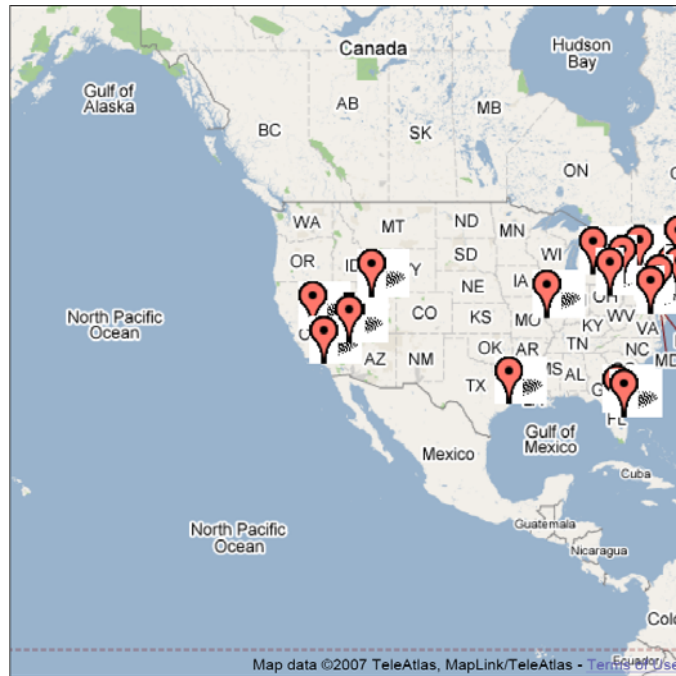 Canada
Hudson
Bay
Gulf of
Alaska
AB
MB
SK
BC
ON
WA
MT
ND
MN
OR
SD
WI
NE
IA
CO
KS
MO
KY
WV
VA
OK
AR
TN
NC
AZ
NM
MD
TX
AL
North Pacific
Ocean
Gulf of
Mexico
Mexico
Cuba
Guatemala
Nicaragua
North Pacific
Ocean
Ecuador
Map data ©2007 TeleAtlas, MapLink/TeleAtlas - Terms of Use